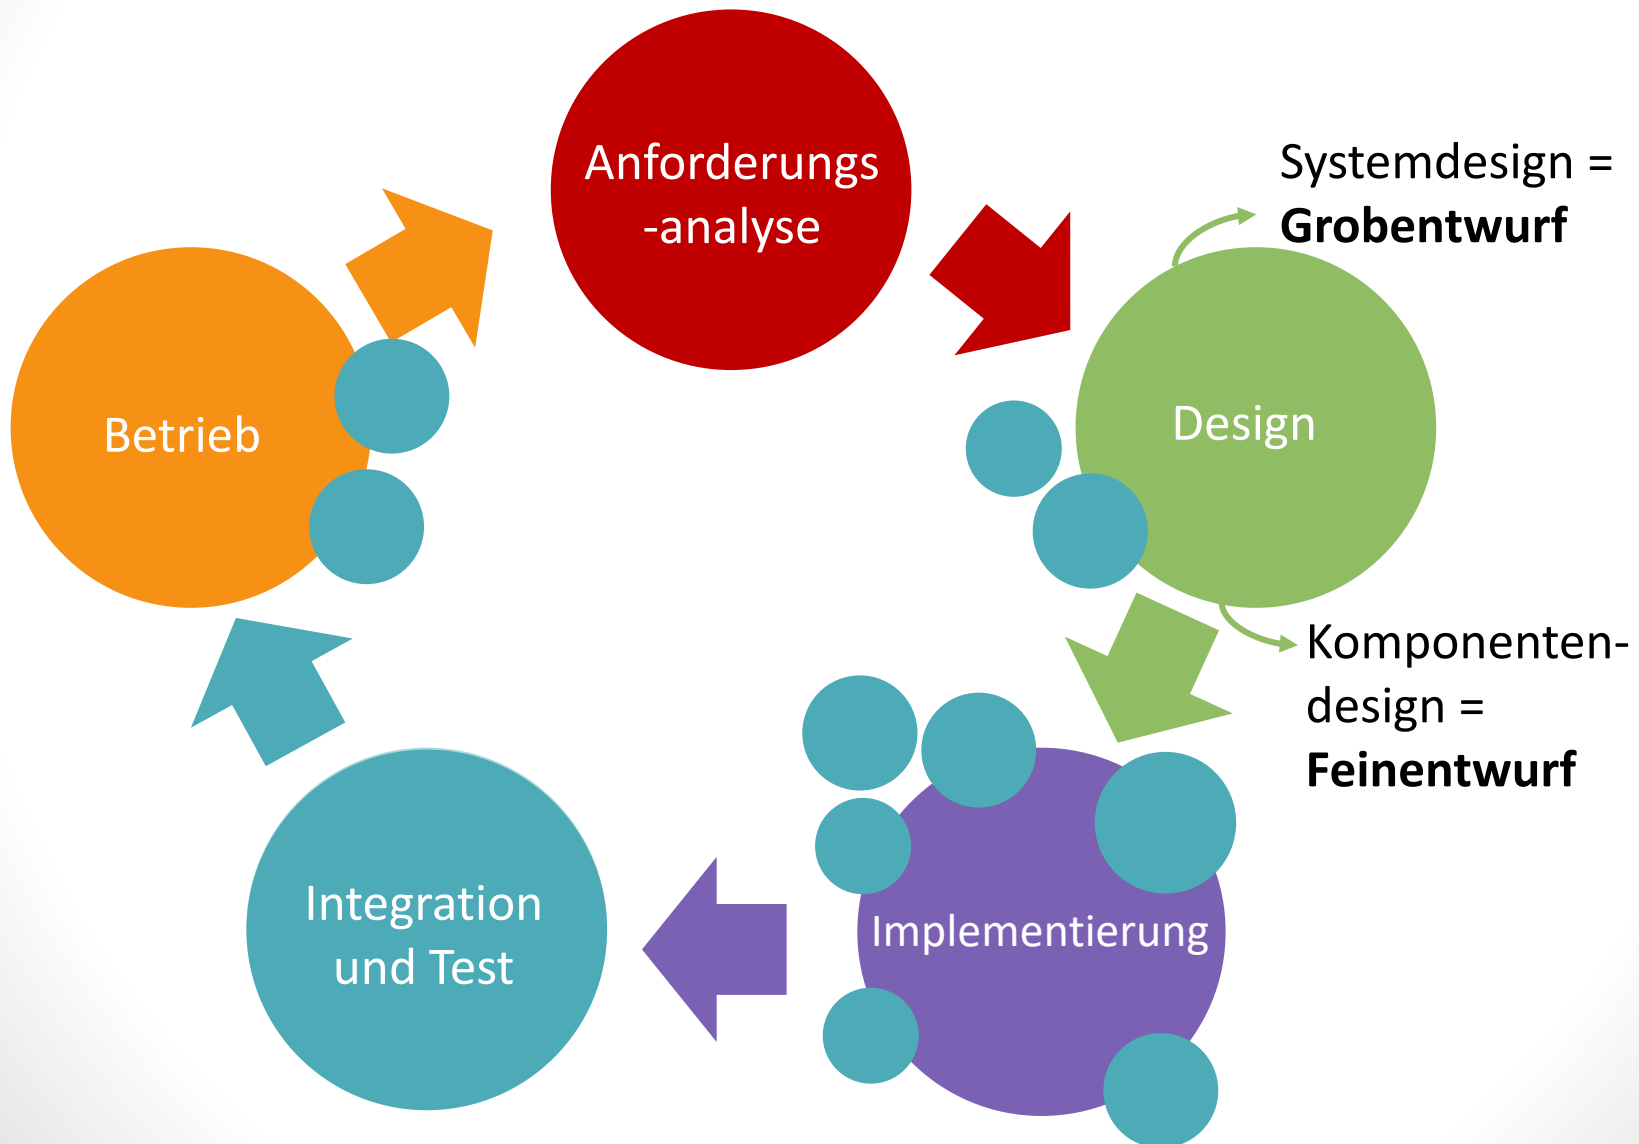 Anforderungs
-analyse
Systemdesign =
Grobentwurf
Design
Betrieb
Komponenten-
design =
Feinentwurf
Implementierung
Integration
und Test